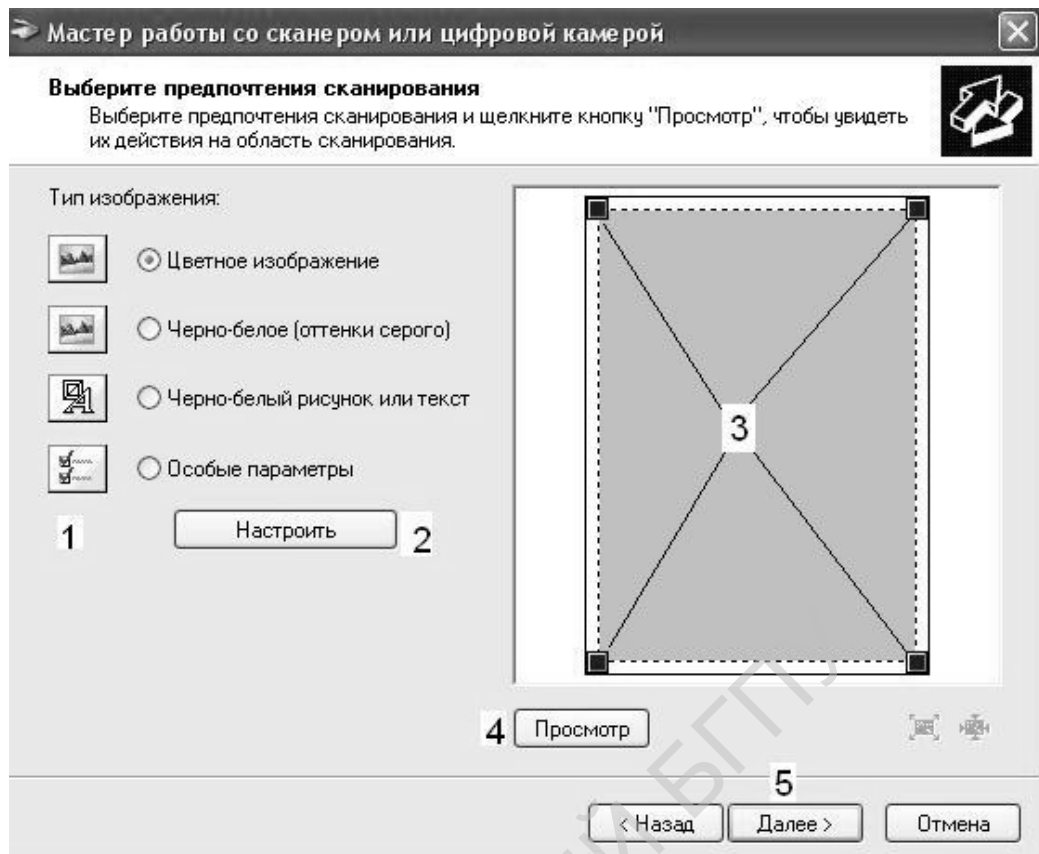 Мастер работы со сканером или цифровой камерой
Выберите предпочтения сканирования
Выберите предпочтения сканирования и щелкните кнопку "Просмотр", чтобы увидеть
их действия на область сканирования.
Тип изображения:
Цветное изображение
Черно-белое (оттенки серого)
Черно-белый рисунок или текст
Особые параметры
1
Настроить
2
3
4
Просмотр
5
< Назад
Далее >
Отмена
БГПУ